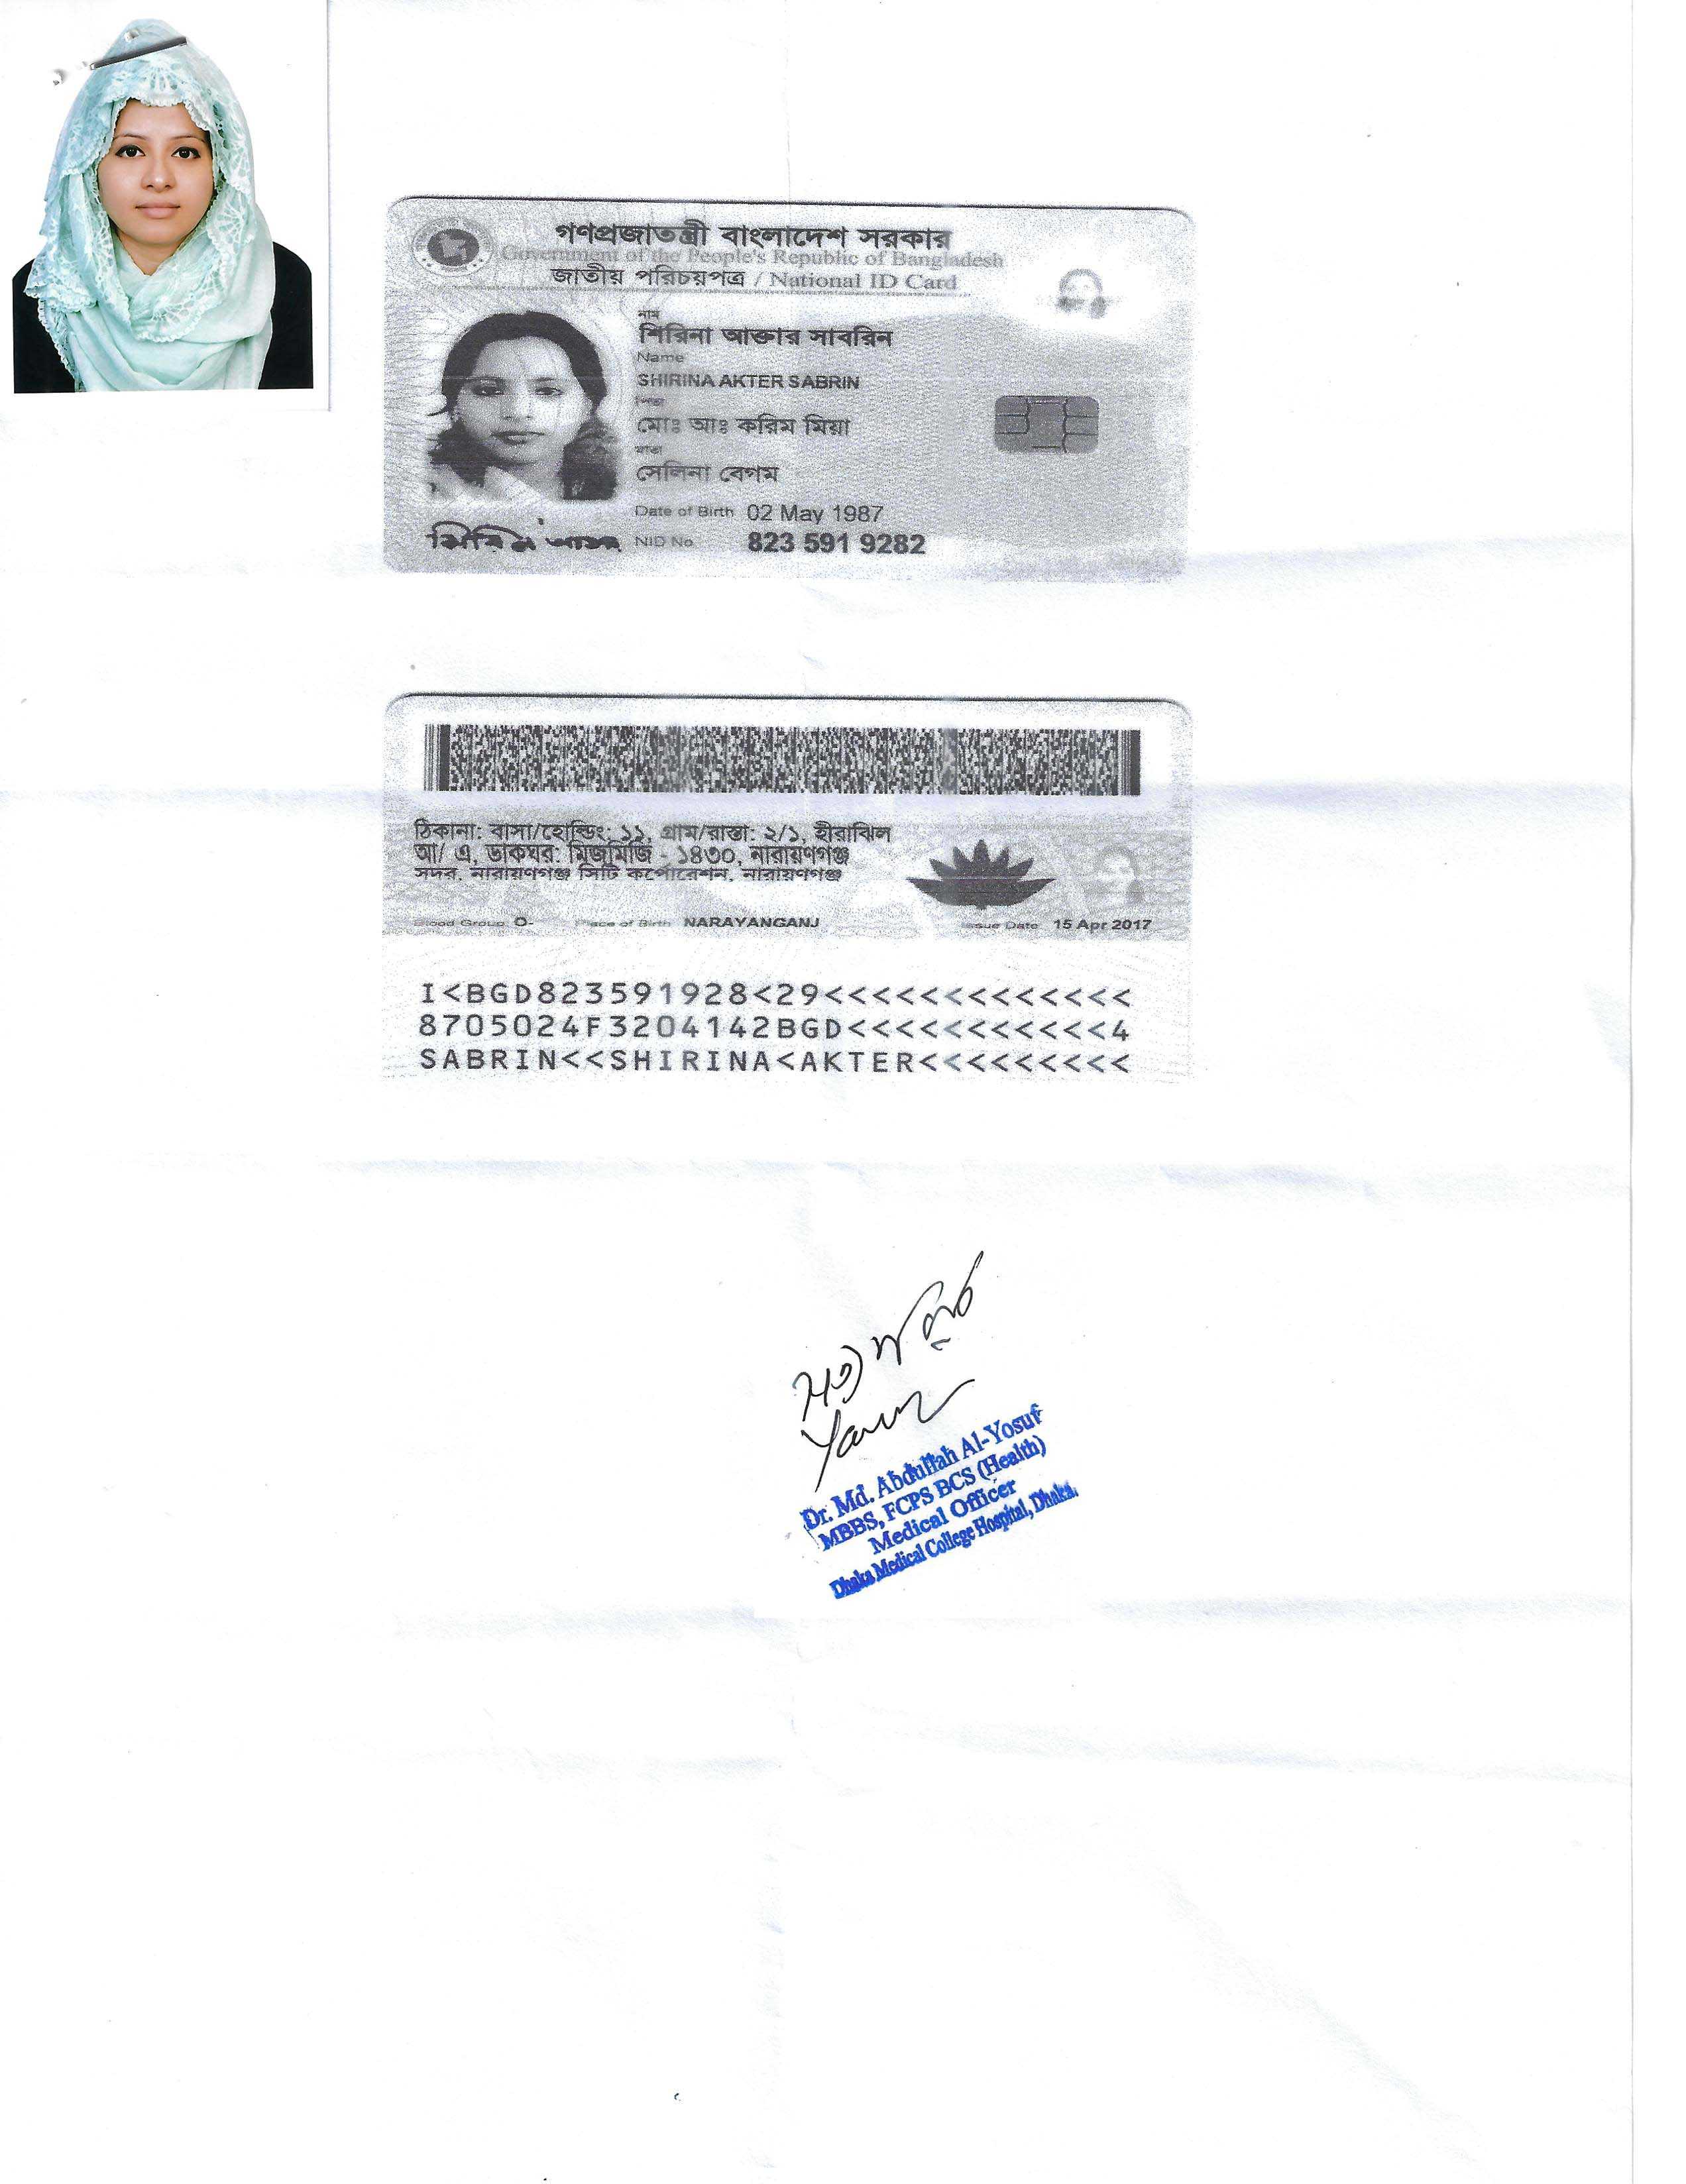 গণপ্রজাতন্ত্রী বাংলাদেশ সরকার
Government of the People's Republic of Bangladesh
জাতীয় পরিচয়পত্র / National ID Card
নাম
শিরিনা আক্তার সাবরিন
Name
SHIRINA AKTER SABRIN
পিতা
মোঃ আঃ করিম মিয়া
মাতা
সেলিনা বেগম
Date of Birth 02 May 1987
NID No. 823 591 9282
ঠিকানা: বাসা/হোল্ডিং: ১১, গ্রাম/রাস্তা: ২/১, হীরাঝিল
আ/ এ, ডাকঘর: মিজমিজি - ১৪৩০, নারায়ণগঞ্জ
সদর, নারায়ণগঞ্জ সিটি কর্পোরেশন, নারায়ণগঞ্জ
Blood Group O- Place of Birth NARAYANGANJ Issue Date 15 Apr 2017
I<BGD823591928<29<<<<<<<<<<<<<
8705024F3204142BGD<<<<<<<<<<<4
SABRIN<<SHIRINA<AKTER<<<<<<<<<
Dr. Md. Abdullah Al-Yosuf
MBBS, FCPS BCS (Health)
Medical Officer
Dhaka Medical College Hospital, Dhaka.